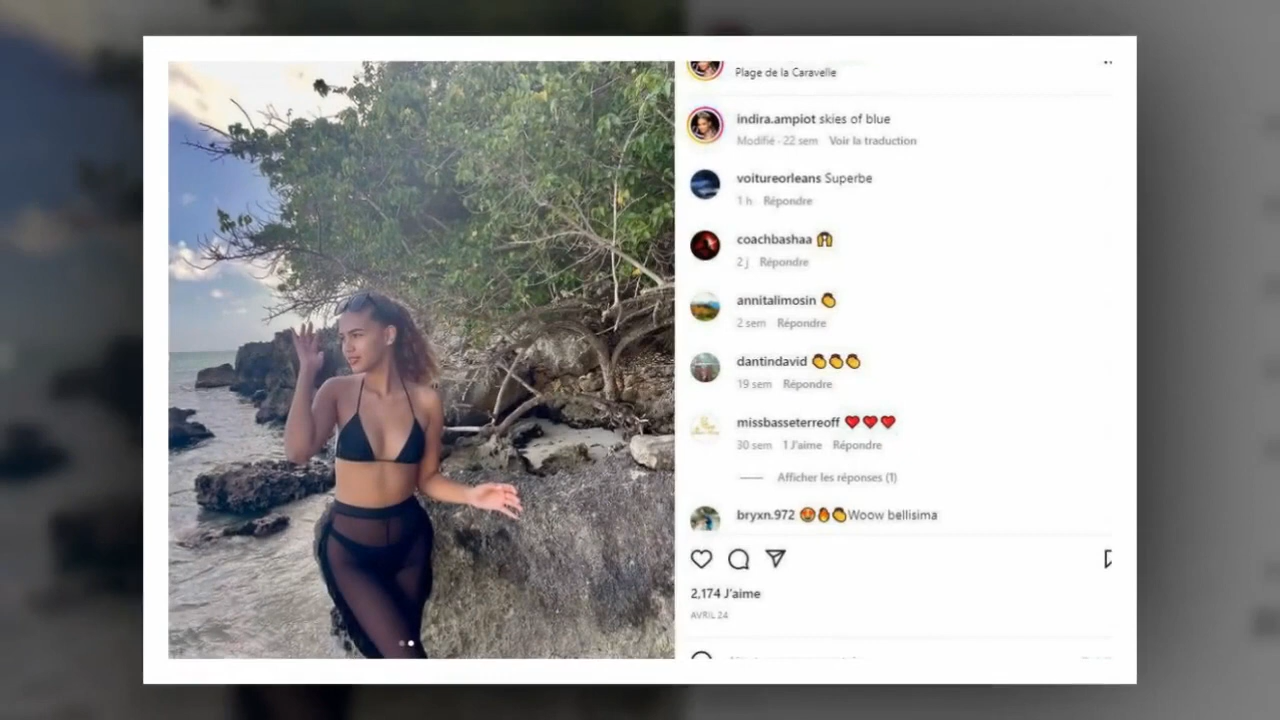 Plage de la Caravelle
indira.ampiot skies of blue
Modifié · 22 sem Voir la traduction
voitureorleans Superbe
1 h Répondre
coachbashaa 🙌
2 j Répondre
annitalimosin 👏
2 sem Répondre
dantindavid 👏👏👏
19 sem Répondre
missbasseterreoff ❤️❤️❤️
30 sem 1 J'aime Répondre
Afficher les réponses (1)
bryxn.972 😍🔥👏Woow bellisima
2,174 J'aime
AVRIL 24